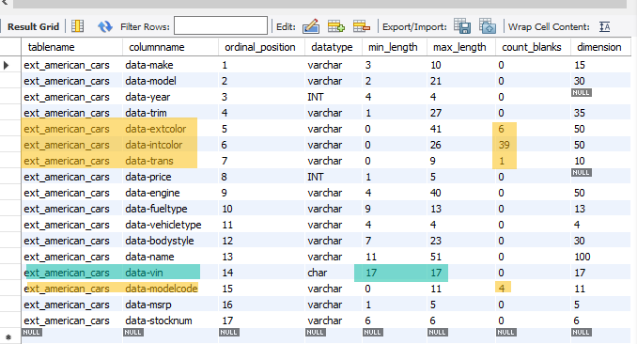 Result Grid Filter Rows: Edit: Export/Import: Wrap Cell Content: IA
tablename columnname ordinal_position datatype min_length max_length count_blanks dimension
ext_american_cars data-make 1 varchar 3 10 0 15
ext_american_cars data-model 2 varchar 2 21 0 30
ext_american_cars data-year 3 INT 4 4 0 NULL
ext_american_cars data-trim 4 varchar 1 27 0 35
ext_american_cars data-extcolor 5 varchar 0 41 6 50
ext_american_cars data-intcolor 6 varchar 0 26 39 50
ext_american_cars data-trans 7 varchar 0 9 1 10
ext_american_cars data-price 8 INT 1 5 0 NULL
ext_american_cars data-engine 9 varchar 4 40 0 50
ext_american_cars data-fueltype 10 varchar 9 13 0 13
ext_american_cars data-vehicletype 11 varchar 4 4 0 4
ext_american_cars data-bodystyle 12 varchar 7 23 0 30
ext_american_cars data-name 13 varchar 11 51 0 100
ext_american_cars data-vin 14 char 17 17 0 17
ext_american_cars data-modelcode 15 varchar 0 11 4 11
ext_american_cars data-msrp 16 varchar 1 5 0 5
ext_american_cars data-stocknum 17 varchar 6 6 0 6
NULL NULL NULL NULL NULL NULL NULL NULL